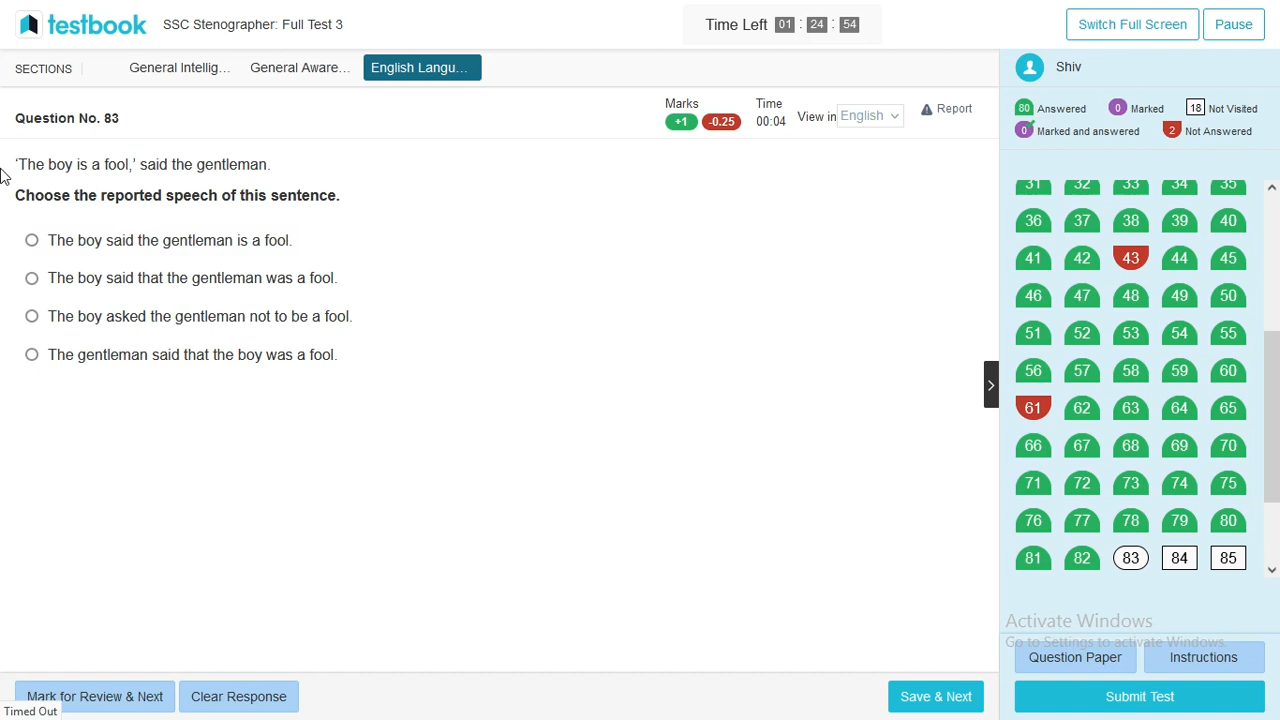 testbook
SSC Stenographer: Full Test 3
Time Left 01 : 24 : 54
Switch Full Screen
Pause
SECTIONS
General Intellig...
General Aware...
English Langu...
Shiv
Question No. 83
Marks
+1 -0.25
Time
00:04
View in English
Report
80 Answered
0 Marked
18 Not Visited
0 Marked and answered
2 Not Answered
‘The boy is a fool,’ said the gentleman.
Choose the reported speech of this sentence.
The boy said the gentleman is a fool.
The boy said that the gentleman was a fool.
The boy asked the gentleman not to be a fool.
The gentleman said that the boy was a fool.
31 32 33 34 35
36 37 38 39 40
41 42 43 44 45
46 47 48 49 50
51 52 53 54 55
56 57 58 59 60
61 62 63 64 65
66 67 68 69 70
71 72 73 74 75
76 77 78 79 80
81 82 83 84 85
Activate Windows
Go to Settings to activate Windows.
Question Paper
Instructions
Mark for Review & Next
Clear Response
Save & Next
Submit Test
Timed Out